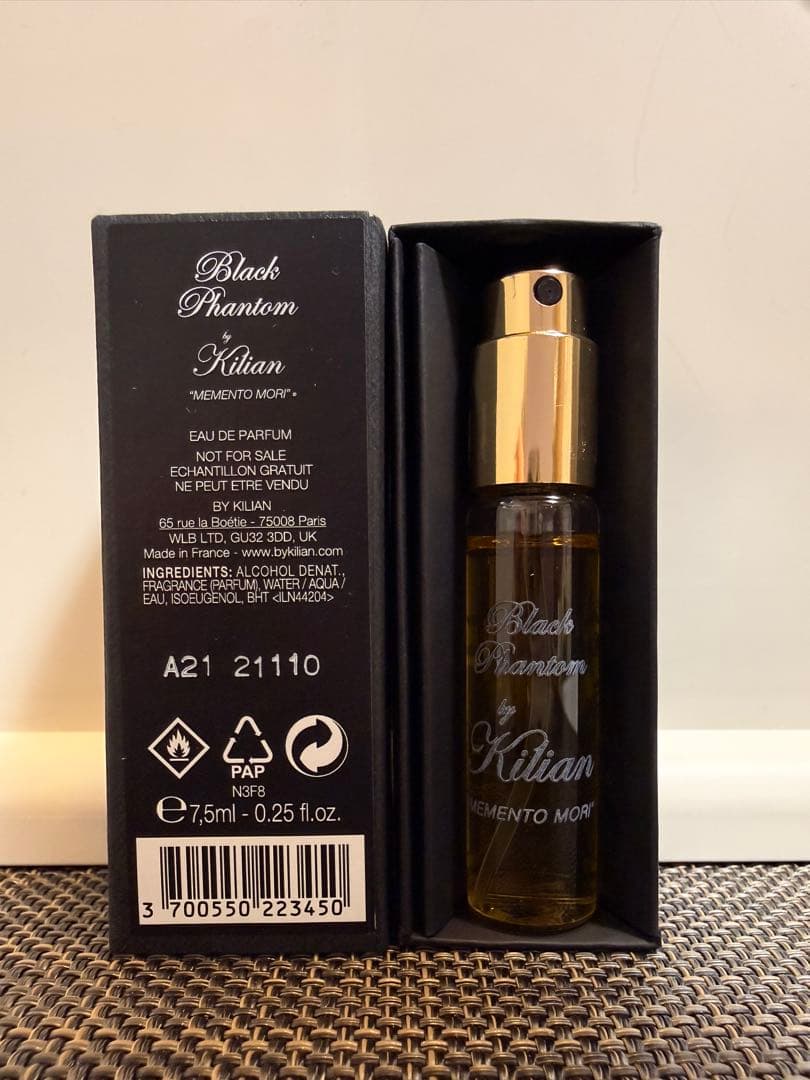 Black
Phantom
by
Kilian
"MEMENTO MORI"®
EAU DE PARFUM
NOT FOR SALE
ECHANTILLON GRATUIT
NE PEUT ETRE VENDU
BY KILIAN
65 rue la Boétie - 75008 Paris
WLB LTD, GU32 3DD, UK
Made in France - www.bykilian.com
INGREDIENTS: ALCOHOL DENAT.,
FRAGRANCE (PARFUM), WATER / AQUA /
EAU, ISOEUGENOL, BHT <ILN44204>
A21 21110
PAP
N3F8
℮7,5ml - 0.25 fl.oz.
3 700550 223450
Black
Phantom
by
Kilian
"MEMENTO MORI"